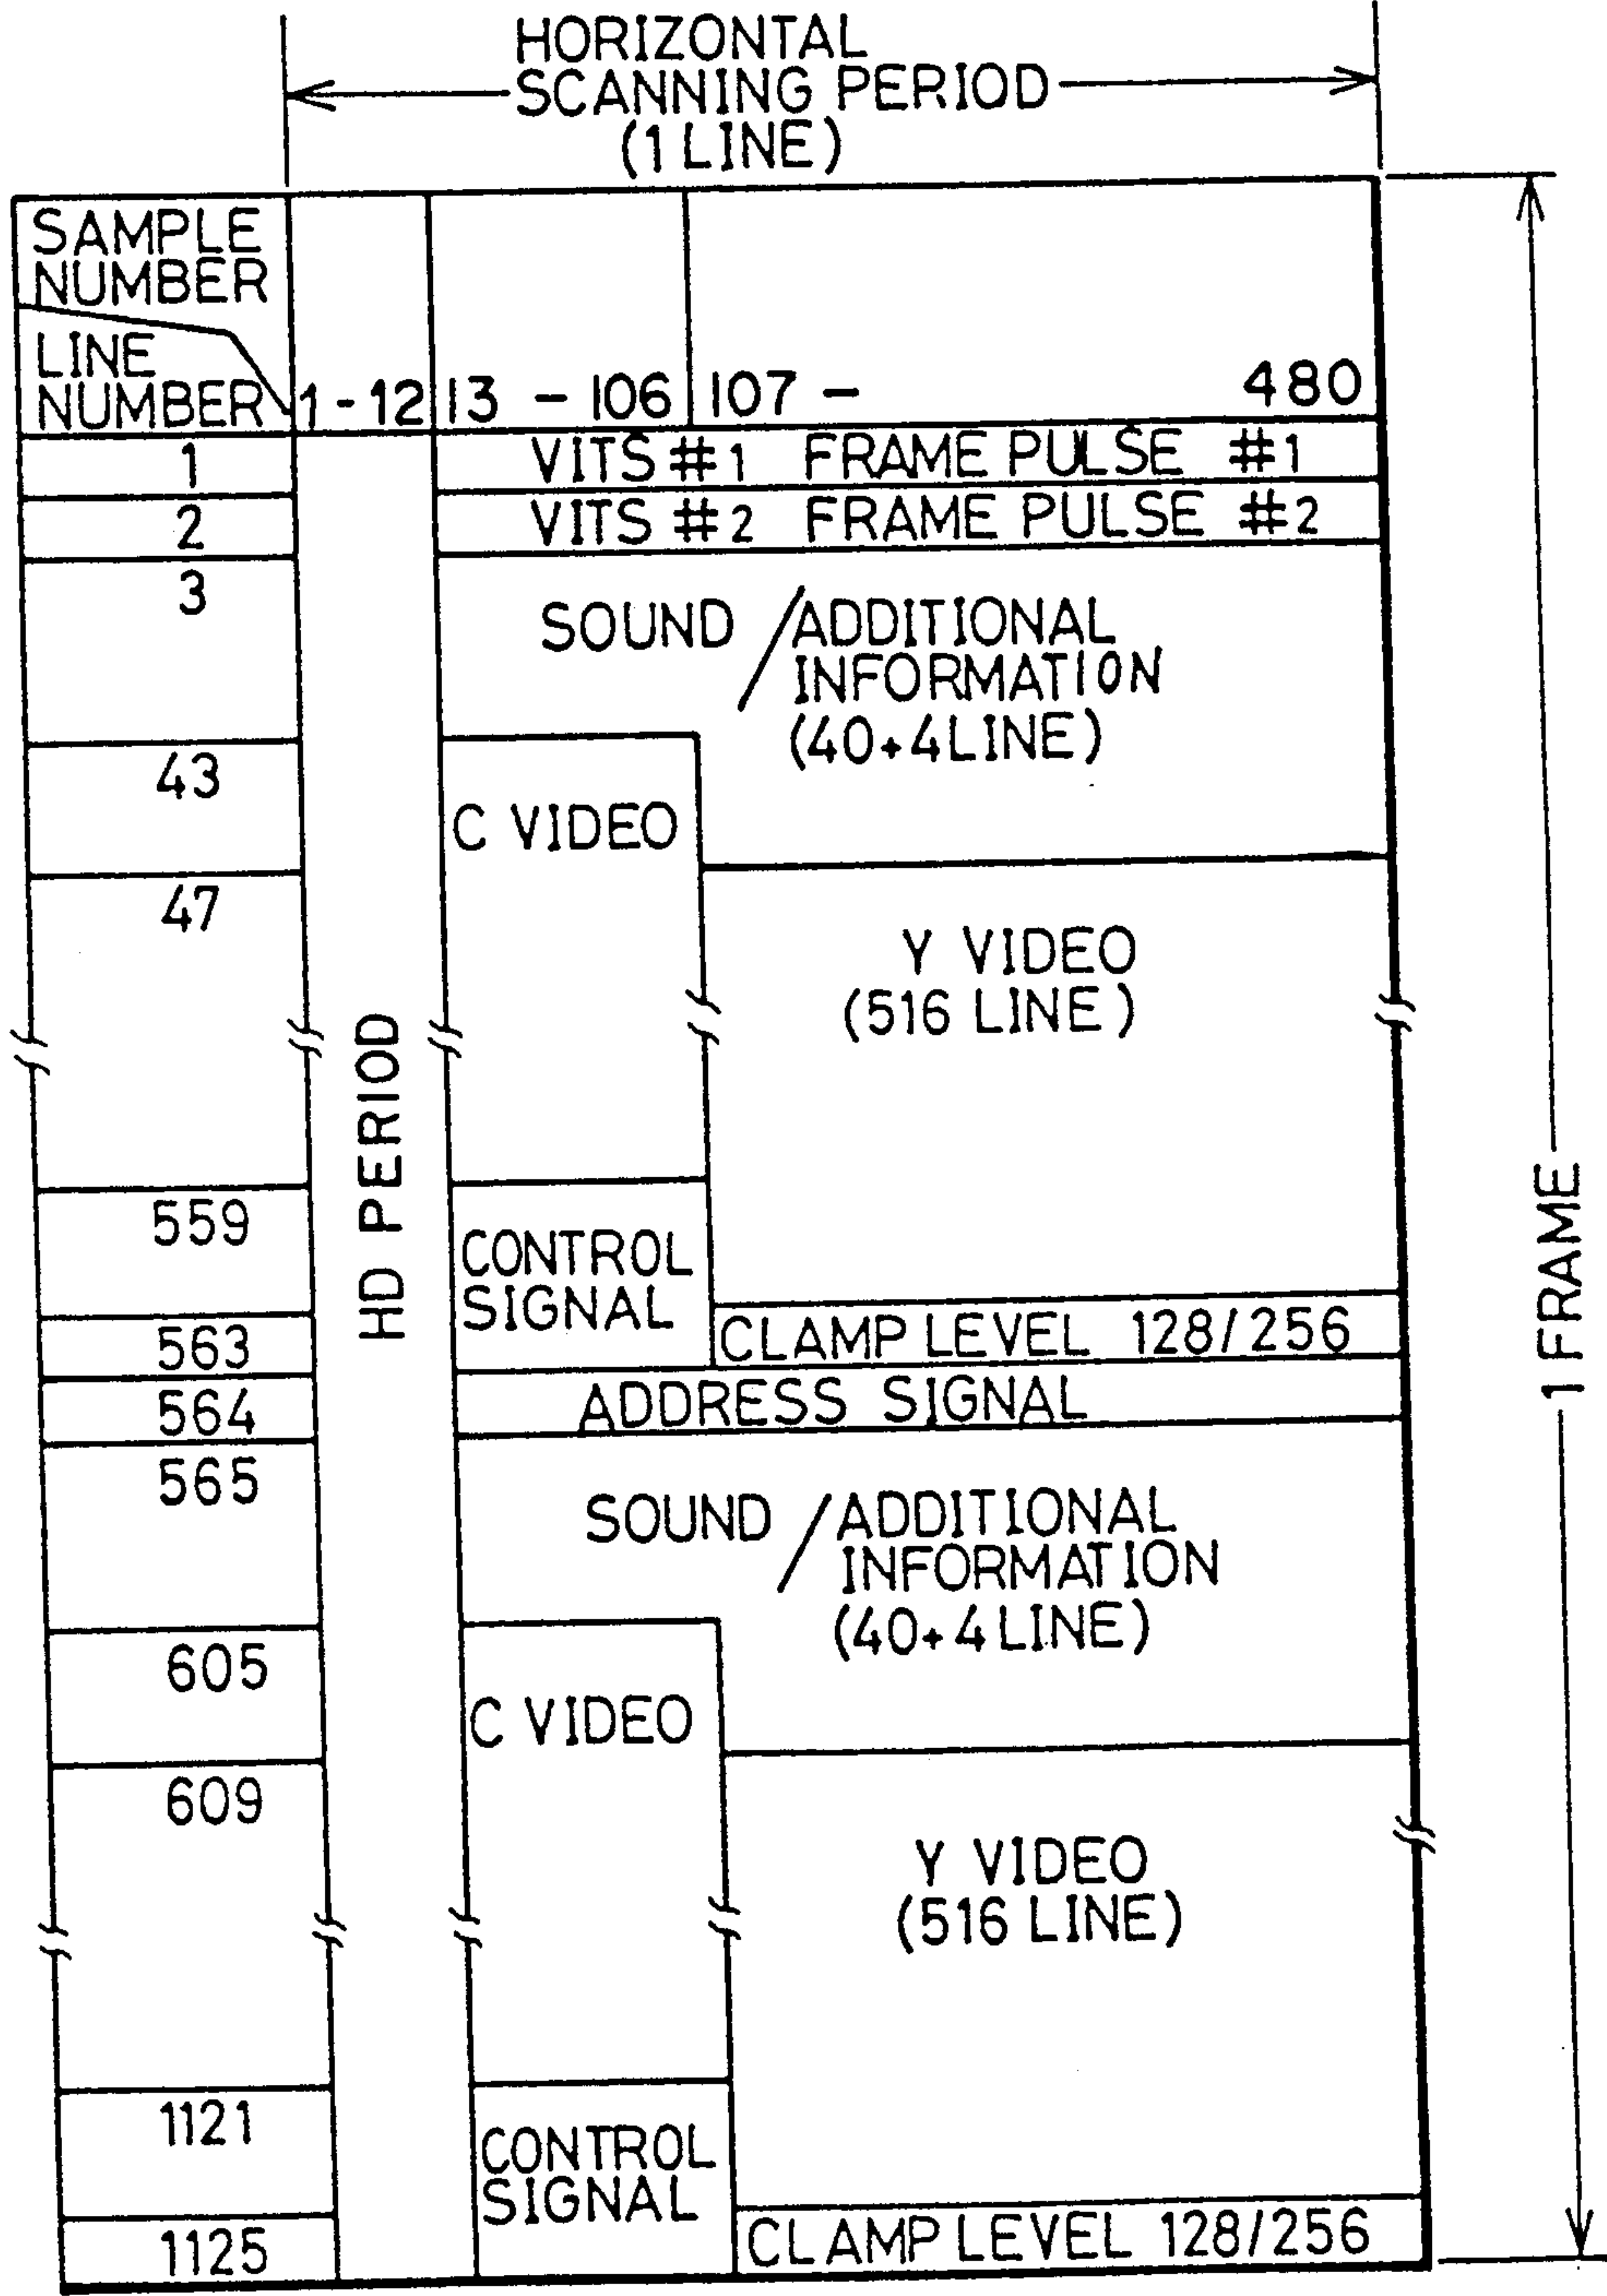 HORIZONTAL
SCANNING PERIOD
(1 LINE)
SAMPLE
NUMBER
LINE
NUMBER
1-12 13 - 106 107 - 480
1 VITS #1 FRAME PULSE #1
2 VITS #2 FRAME PULSE #2
3
SOUND / ADDITIONAL
INFORMATION
(40+4 LINE)
43
C VIDEO
47
Y VIDEO
(516 LINE)
HD PERIOD
559
CONTROL
SIGNAL
563 CLAMP LEVEL 128/256
564 ADDRESS SIGNAL
565
SOUND / ADDITIONAL
INFORMATION
(40+4 LINE)
605
C VIDEO
609
Y VIDEO
(516 LINE)
1121
CONTROL
SIGNAL
1125 CLAMP LEVEL 128/256
1 FRAME